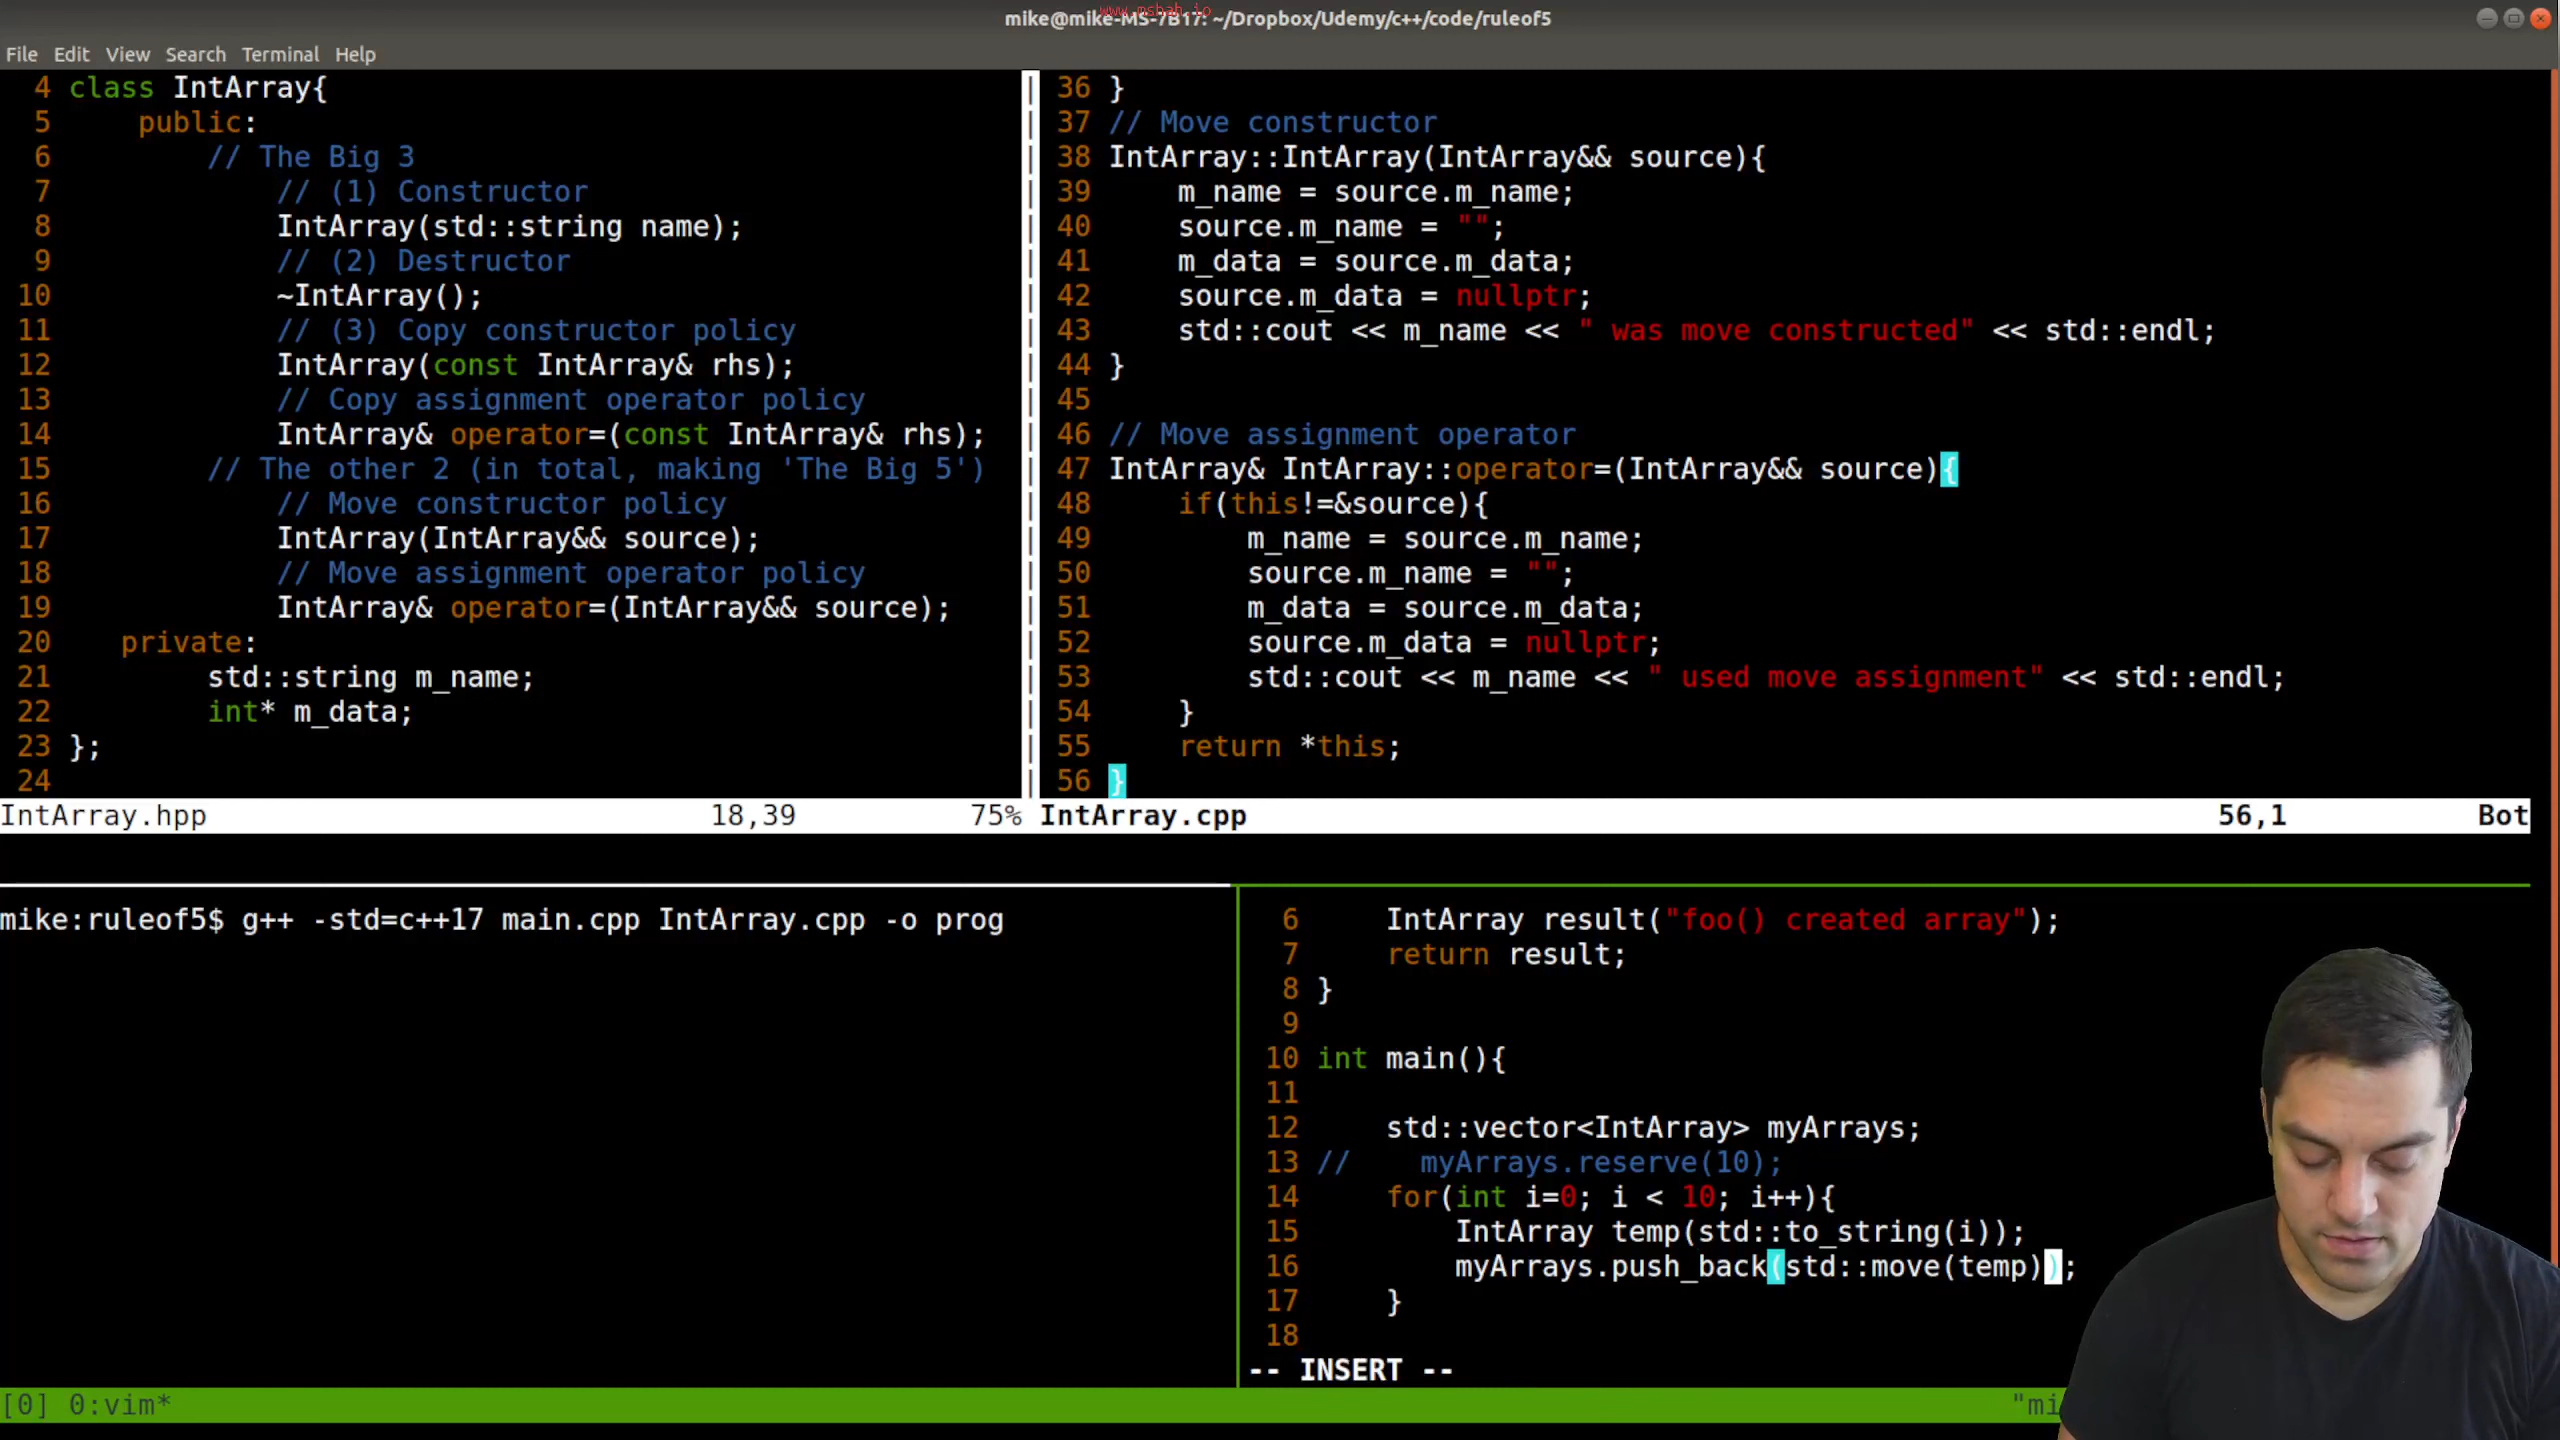 www.mshah.io
mike@mike-MS-7B17: ~/Dropbox/Udemy/c++/code/ruleof5
File Edit View Search Terminal Help
4 class IntArray{
5     public:
6         // The Big 3
7             // (1) Constructor
8             IntArray(std::string name);
9             // (2) Destructor
10             ~IntArray();
11             // (3) Copy constructor policy
12             IntArray(const IntArray& rhs);
13             // Copy assignment operator policy
14             IntArray& operator=(const IntArray& rhs);
15         // The other 2 (in total, making 'The Big 5')
16             // Move constructor policy
17             IntArray(IntArray&& source);
18             // Move assignment operator policy
19             IntArray& operator=(IntArray&& source);
20    private:
21         std::string m_name;
22         int* m_data;
23 };
24
IntArray.hpp 18,39 75%
36 }
37 // Move constructor
38 IntArray::IntArray(IntArray&& source){
39     m_name = source.m_name;
40     source.m_name = "";
41     m_data = source.m_data;
42     source.m_data = nullptr;
43     std::cout << m_name << " was move constructed" << std::endl;
44 }
45
46 // Move assignment operator
47 IntArray& IntArray::operator=(IntArray&& source){
48     if(this!=&source){
49         m_name = source.m_name;
50         source.m_name = "";
51         m_data = source.m_data;
52         source.m_data = nullptr;
53         std::cout << m_name << " used move assignment" << std::endl;
54     }
55     return *this;
56 }
IntArray.cpp 56,1 Bot
mike:ruleof5$ g++ -std=c++17 main.cpp IntArray.cpp -o prog
6     IntArray result("foo() created array");
7     return result;
8 }
9
10 int main(){
11
12     std::vector<IntArray> myArrays;
13 //    myArrays.reserve(10);
14     for(int i=0; i < 10; i++){
15         IntArray temp(std::to_string(i));
16         myArrays.push_back(std::move(temp));
17     }
18
-- INSERT --
[0] 0:vim* "mi